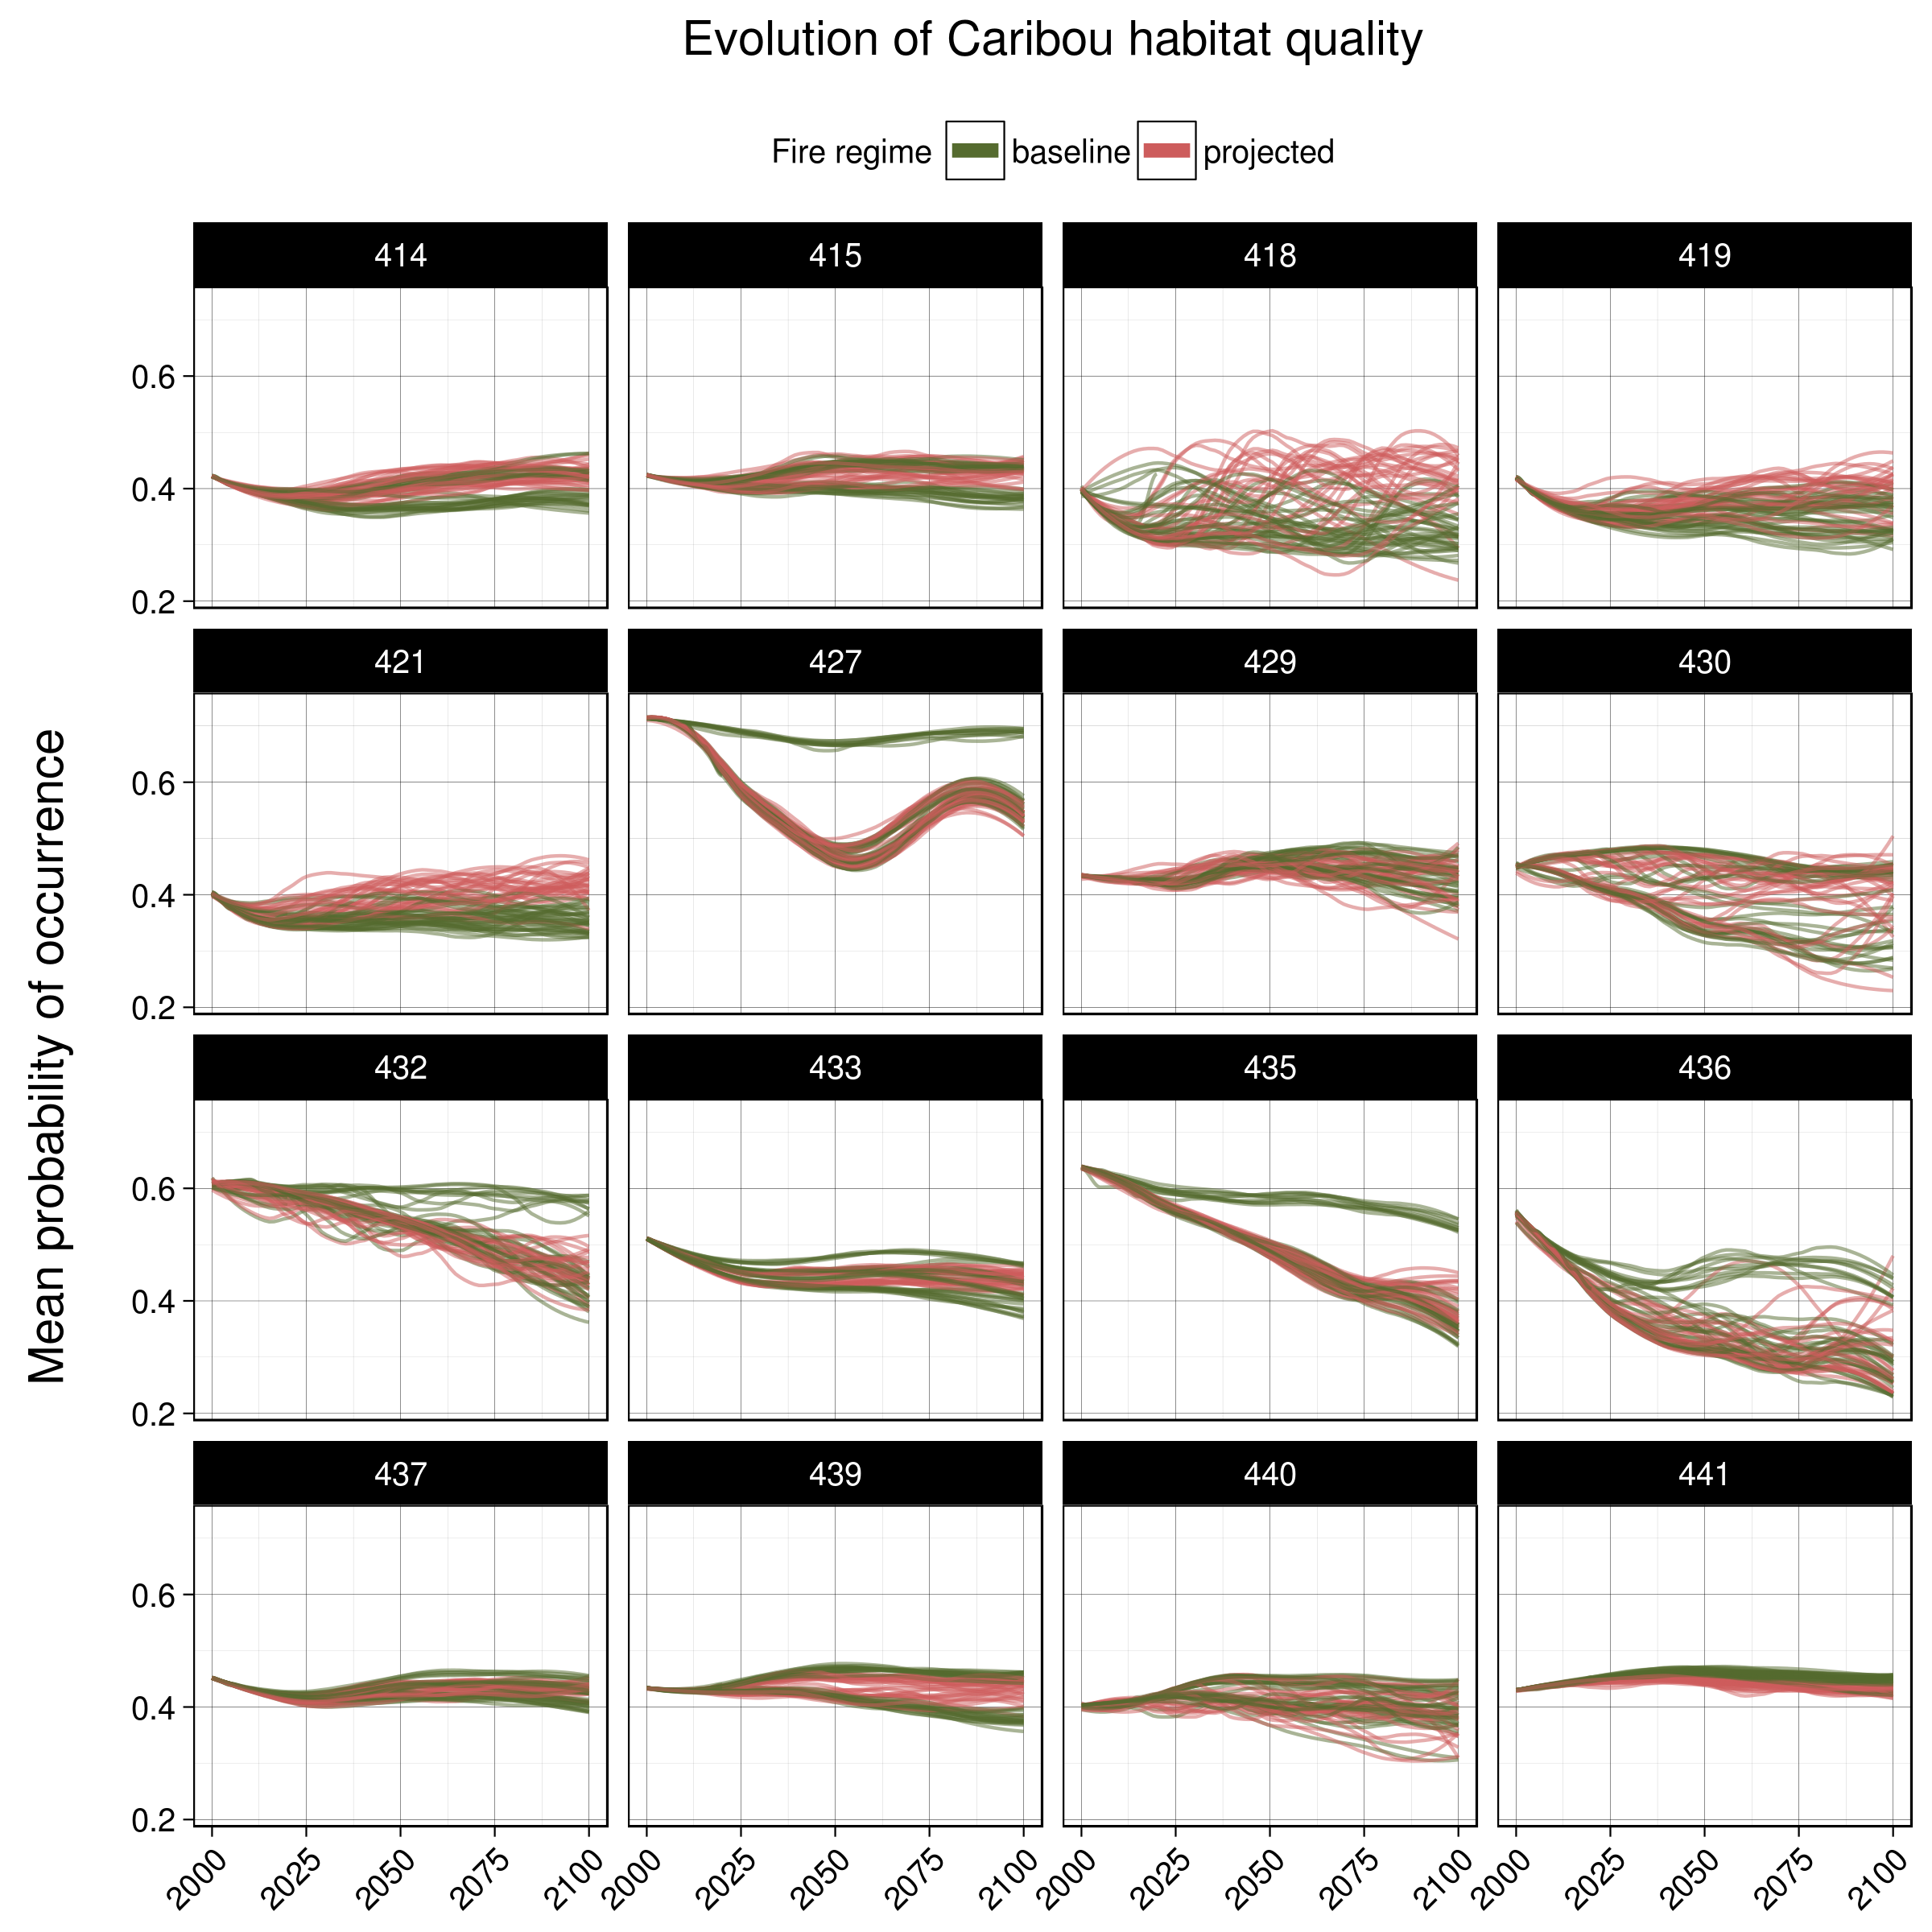 Evolution of Caribou habitat quality
Fire regime baseline projected
414 415 418 419
0.6
0.4
0.2
421 427 429 430
0.6
0.4
0.2
Mean probability of occurrence
432 433 435 436
0.6
0.4
0.2
437 439 440 441
0.6
0.4
0.2
2000 2025 2050 2075 2100 2000 2025 2050 2075 2100 2000 2025 2050 2075 2100 2000 2025 2050 2075 2100